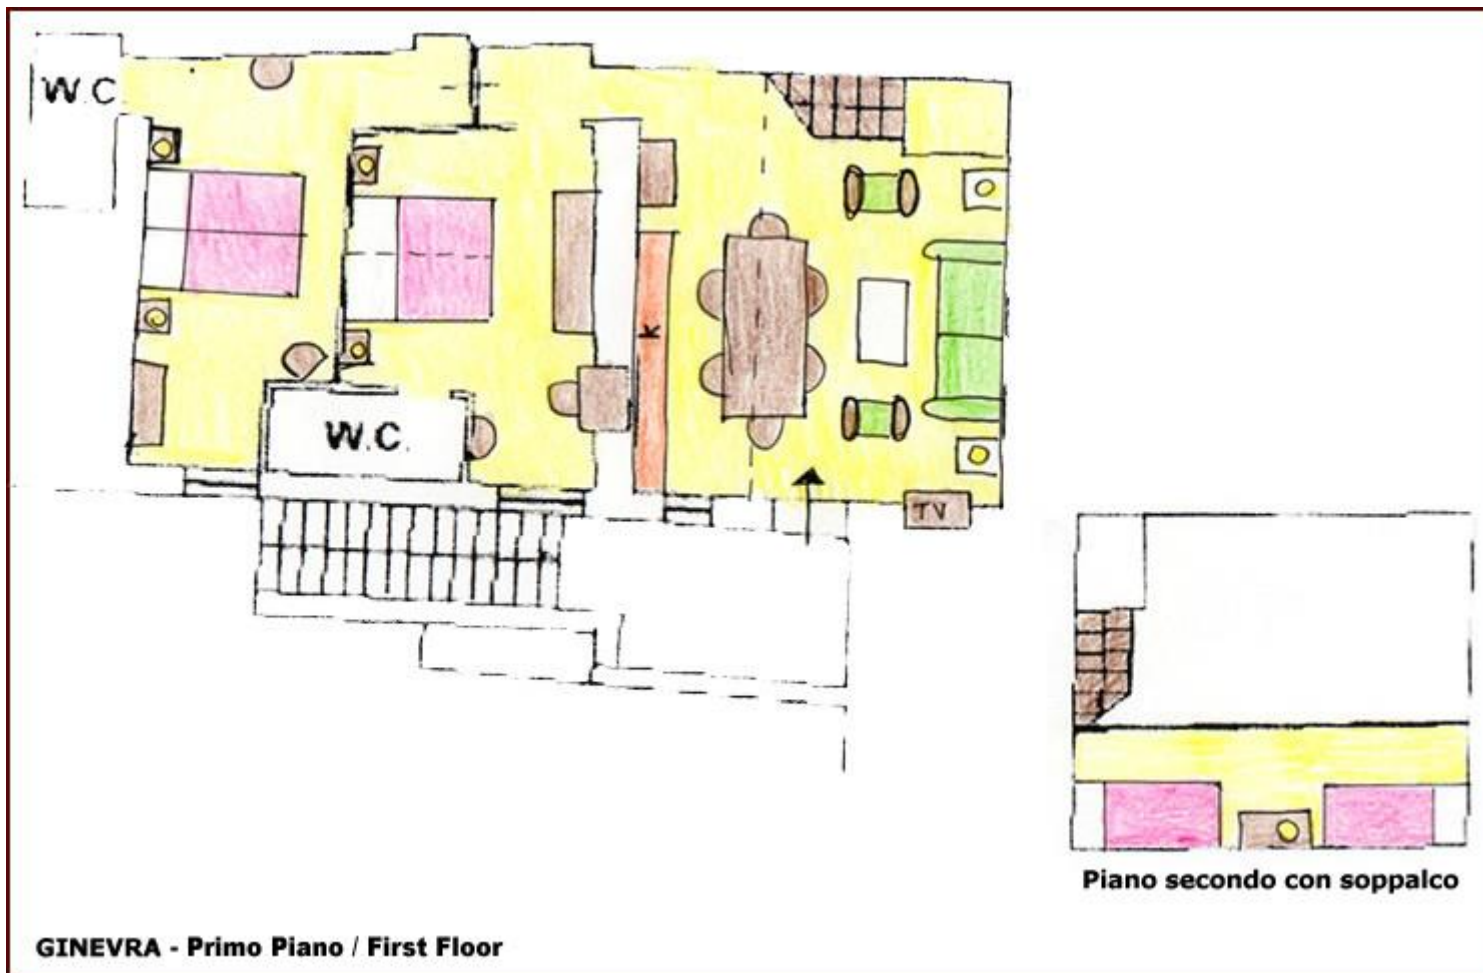 W.C
W.C.
K
TV
Piano secondo con soppalco
GINEVRA - Primo Piano / First Floor